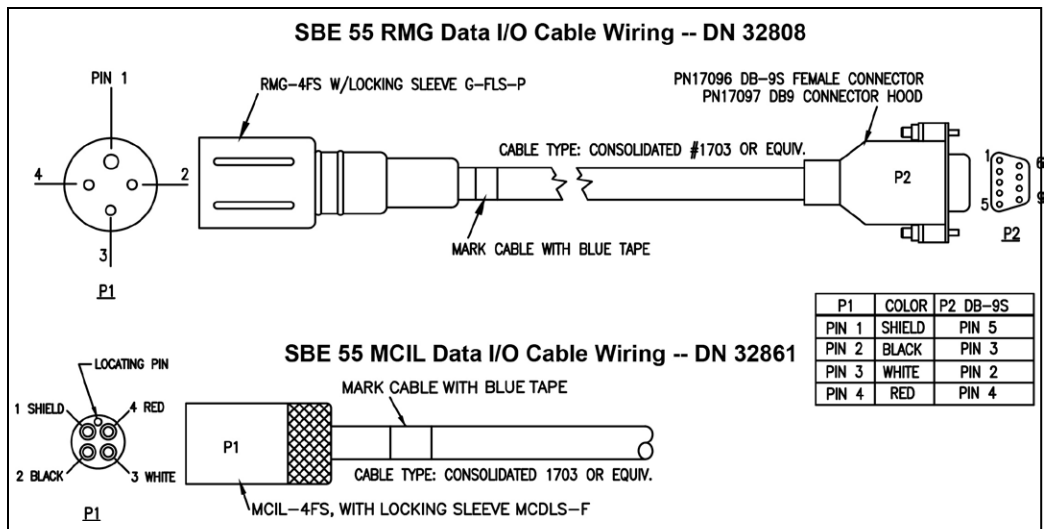 SBE 55 RMG Data I/O Cable Wiring -- DN 32808
PIN 1
4
2
3
P1
RMG-4FS W/LOCKING SLEEVE G-FLS-P
PN17096 DB-9S FEMALE CONNECTOR
PN17097 DB9 CONNECTOR HOOD
CABLE TYPE: CONSOLIDATED #1703 OR EQUIV.
MARK CABLE WITH BLUE TAPE
P2
1
6
5
9
P2
P1 COLOR P2 DB-9S
PIN 1 SHIELD PIN 5
PIN 2 BLACK PIN 3
PIN 3 WHITE PIN 2
PIN 4 RED PIN 4
SBE 55 MCIL Data I/O Cable Wiring -- DN 32861
LOCATING PIN
1 SHIELD
4 RED
2 BLACK
3 WHITE
P1
MARK CABLE WITH BLUE TAPE
P1
CABLE TYPE: CONSOLIDATED 1703 OR EQUIV.
MCIL-4FS, WITH LOCKING SLEEVE MCDLS-F